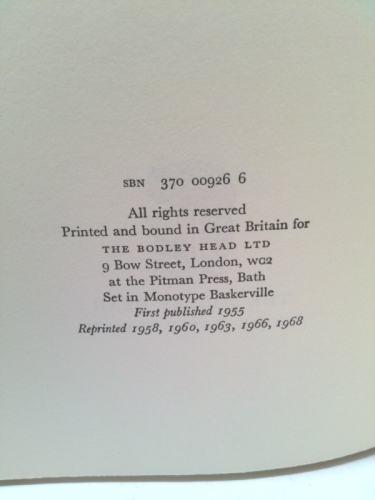 SBN 370 00926 6
All rights reserved
Printed and bound in Great Britain for
THE BODLEY HEAD LTD
9 Bow Street, London, WC2
at the Pitman Press, Bath
Set in Monotype Baskerville
First published 1955
Reprinted 1958, 1960, 1963, 1966, 1968